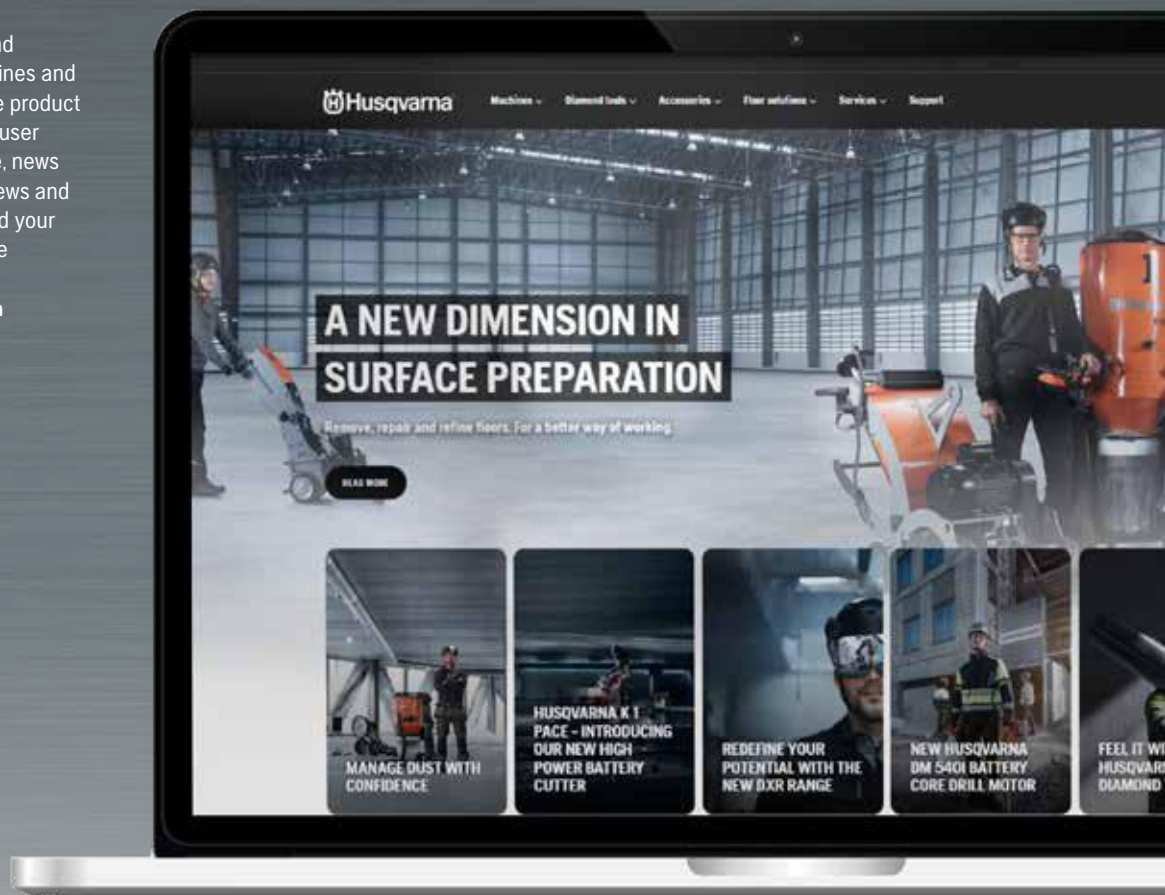 nd
ines and
e product
user
e, news
ews and
d your
e
n
Husqvarna
Machines
Diamond tools
Accessories
Floor solutions
Services
Support
A NEW DIMENSION IN
SURFACE PREPARATION
Remove, repair and refine floors. For a better way of working.
READ MORE
MANAGE DUST WITH
CONFIDENCE
HUSQVARNA K 1
PACE - INTRODUCING
OUR NEW HIGH
POWER BATTERY
CUTTER
REDEFINE YOUR
POTENTIAL WITH THE
NEW DXR RANGE
NEW HUSQVARNA
DM 540I BATTERY
CORE DRILL MOTOR
FEEL IT WI
HUSQVARN
DIAMOND